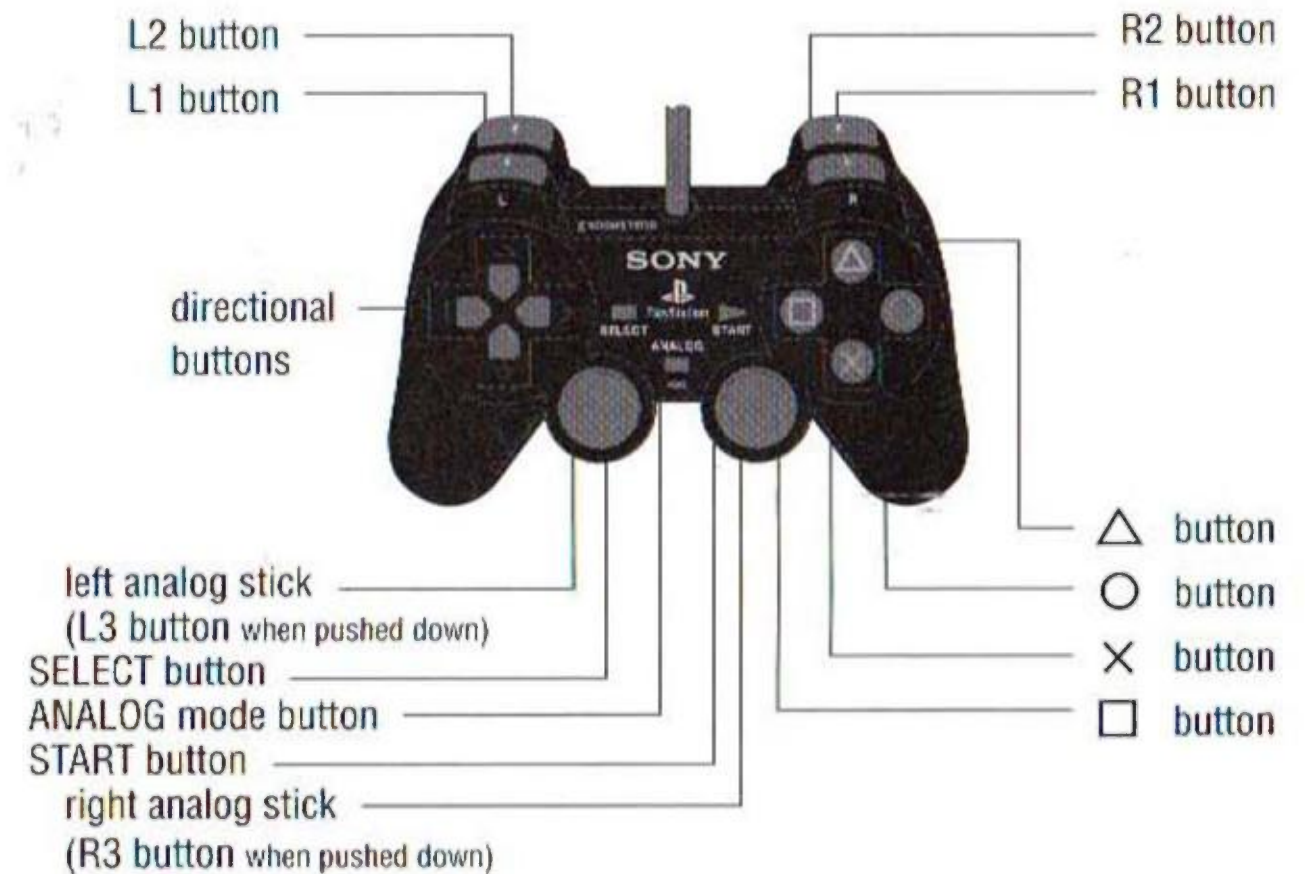 L2 button
R2 button
L1 button
R1 button
L
R
SONY
SELECT
START
ANALOG
directional
buttons
△ button
○ button
× button
□ button
left analog stick
(L3 button when pushed down)
SELECT button
ANALOG mode button
START button
right analog stick
(R3 button when pushed down)